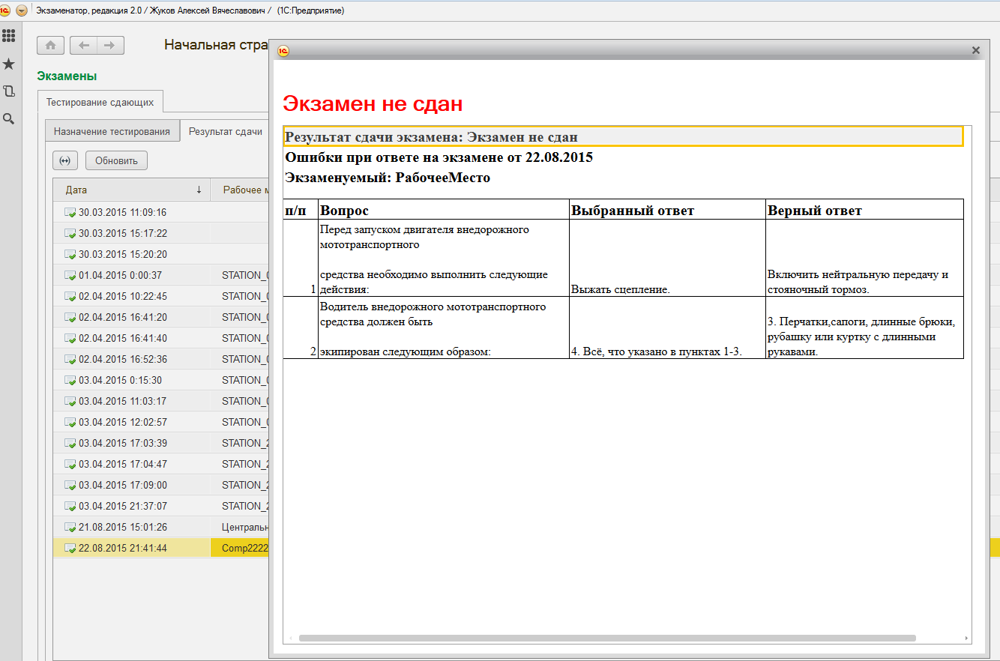 Экзаменатор, редакция 2.0 / Жуков Алексей Вячеславович / (1С:Предприятие)
Начальная стра
Экзамены
Тестирование сдающих
Назначение тестирования
Результат сдачи
Обновить
Дата
Рабочее м
30.03.2015 11:09:16
30.03.2015 15:17:22
30.03.2015 15:20:20
01.04.2015 0:00:37 STATION_0
02.04.2015 10:22:45 STATION_0
02.04.2015 16:41:20 STATION_0
02.04.2015 16:41:40 STATION_0
02.04.2015 16:52:36 STATION_0
03.04.2015 0:15:30 STATION_0
03.04.2015 11:03:17 STATION_0
03.04.2015 12:02:57 STATION_0
03.04.2015 17:03:39 STATION_2
03.04.2015 17:04:47 STATION_2
03.04.2015 17:09:00 STATION_2
03.04.2015 21:37:07 STATION_2
21.08.2015 15:01:26 Центральн
22.08.2015 21:41:44 Comp2222
Экзамен не сдан
Результат сдачи экзамена: Экзамен не сдан
Ошибки при ответе на экзамене от 22.08.2015
Экзаменуемый: РабочееМесто
п/п Вопрос Выбранный ответ Верный ответ
1
Перед запуском двигателя внедорожного
мототранспортного
средства необходимо выполнить следующие
действия:
Выжать сцепление.
Включить нейтральную передачу и
стояночный тормоз.
2
Водитель внедорожного мототранспортного
средства должен быть
экипирован следующим образом:
4. Всё, что указано в пунктах 1-3.
3. Перчатки,сапоги, длинные брюки,
рубашку или куртку с длинными
рукавами.